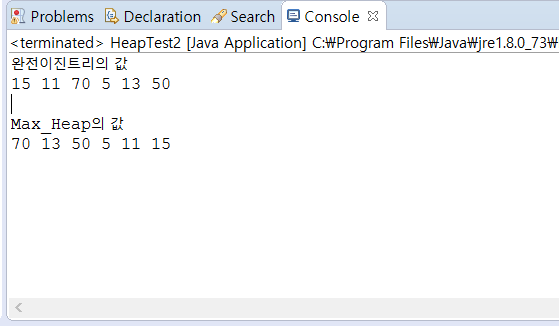 Problems Declaration Search Console
<terminated> HeapTest2 [Java Application] C:₩Program Files₩Java₩jre1.8.0_73₩
완전이진트리의 값
15 11 70 5 13 50
Max_Heap의 값
70 13 50 5 11 15